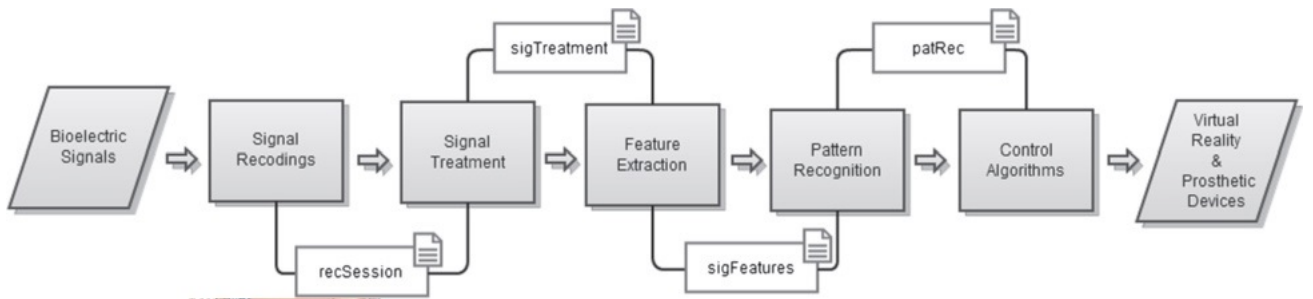 sigTreatment
patRec
Bioelectric
Signals
Signal
Recodings
Signal
Treatment
Feature
Extraction
Pattern
Recognition
Control
Algorithms
Virtual
Reality
&
Prosthetic
Devices
recSession
sigFeatures